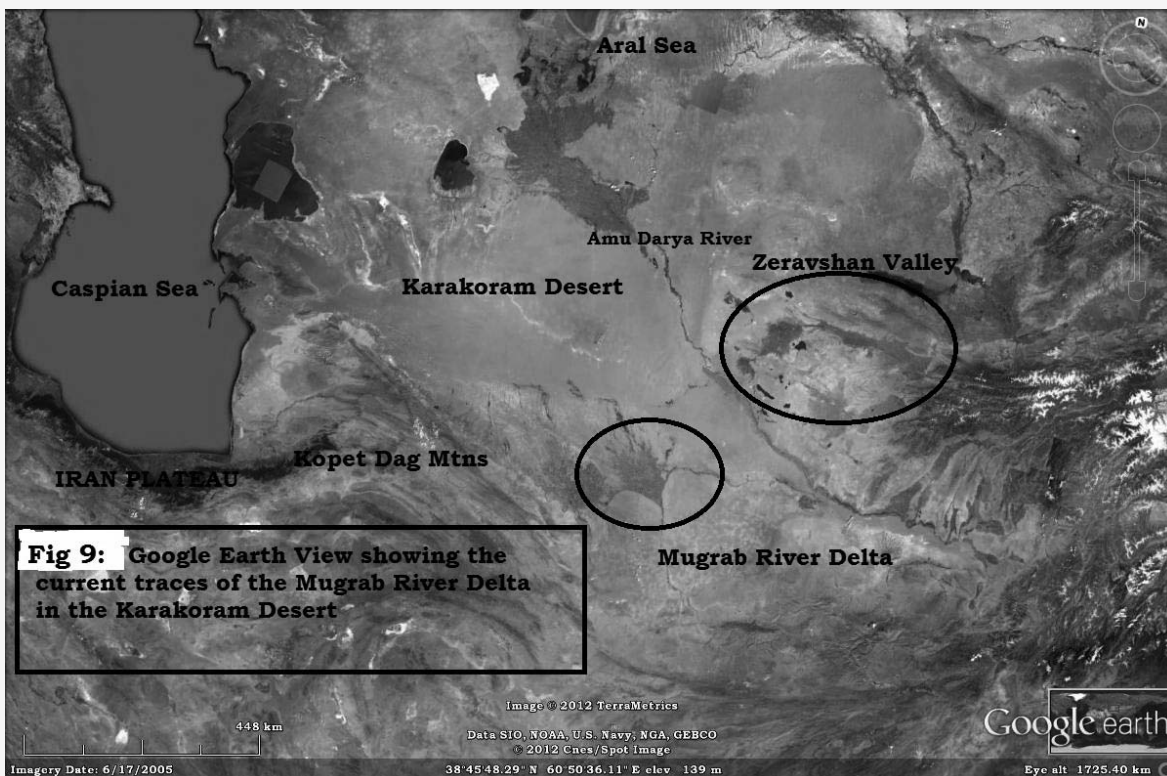 Aral Sea
N
Amu Darya River
Zeravshan Valley
Caspian Sea
Karakoram Desert
Kopet Dag Mtns
IRAN PLATEAU
Mugrab River Delta
Fig 9: Google Earth View showing the
current traces of the Mugrab River Delta
in the Karakoram Desert
Image © 2012 TerraMetrics
448 km
Data SIO, NOAA, U.S. Navy, NGA, GEBCO
© 2012 Cnes/Spot Image
Google earth
Imagery Date: 6/17/2005
38°45'48.29" N 60°50'36.11" E elev 139 m
Eye alt 1725.40 km